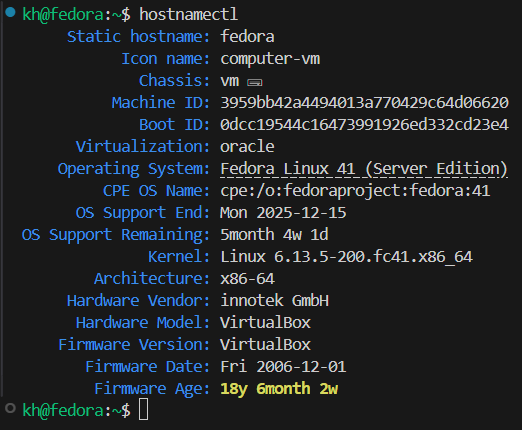 kh@fedora:~$ hostnamectl
Static hostname: fedora
Icon name: computer-vm
Chassis: vm 🖴
Machine ID: 3959bb42a4494013a770429c64d06620
Boot ID: 0dcc19544c16473991926ed332cd23e4
Virtualization: oracle
Operating System: Fedora Linux 41 (Server Edition)
CPE OS Name: cpe:/o:fedoraproject:fedora:41
OS Support End: Mon 2025-12-15
OS Support Remaining: 5month 4w 1d
Kernel: Linux 6.13.5-200.fc41.x86_64
Architecture: x86-64
Hardware Vendor: innotek GmbH
Hardware Model: VirtualBox
Firmware Version: VirtualBox
Firmware Date: Fri 2006-12-01
Firmware Age: 18y 6month 2w
kh@fedora:~$